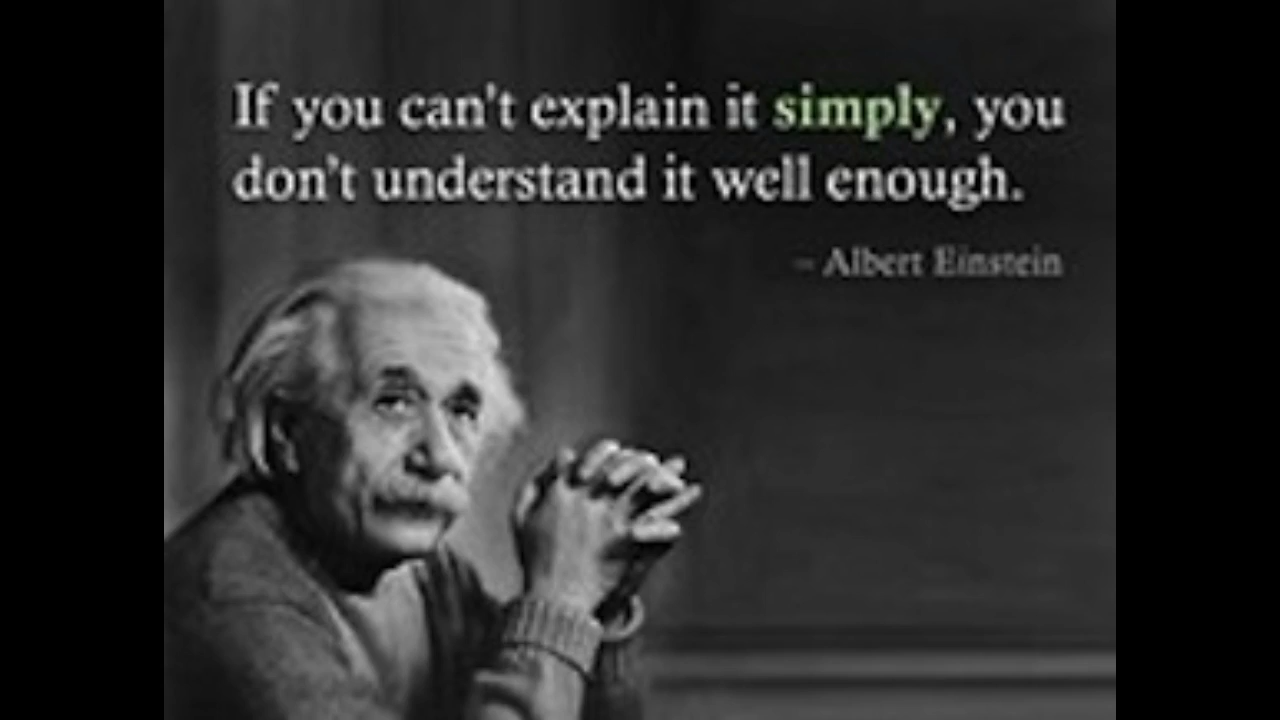 If you can't explain it simply, you
don't understand it well enough.
– Albert Einstein